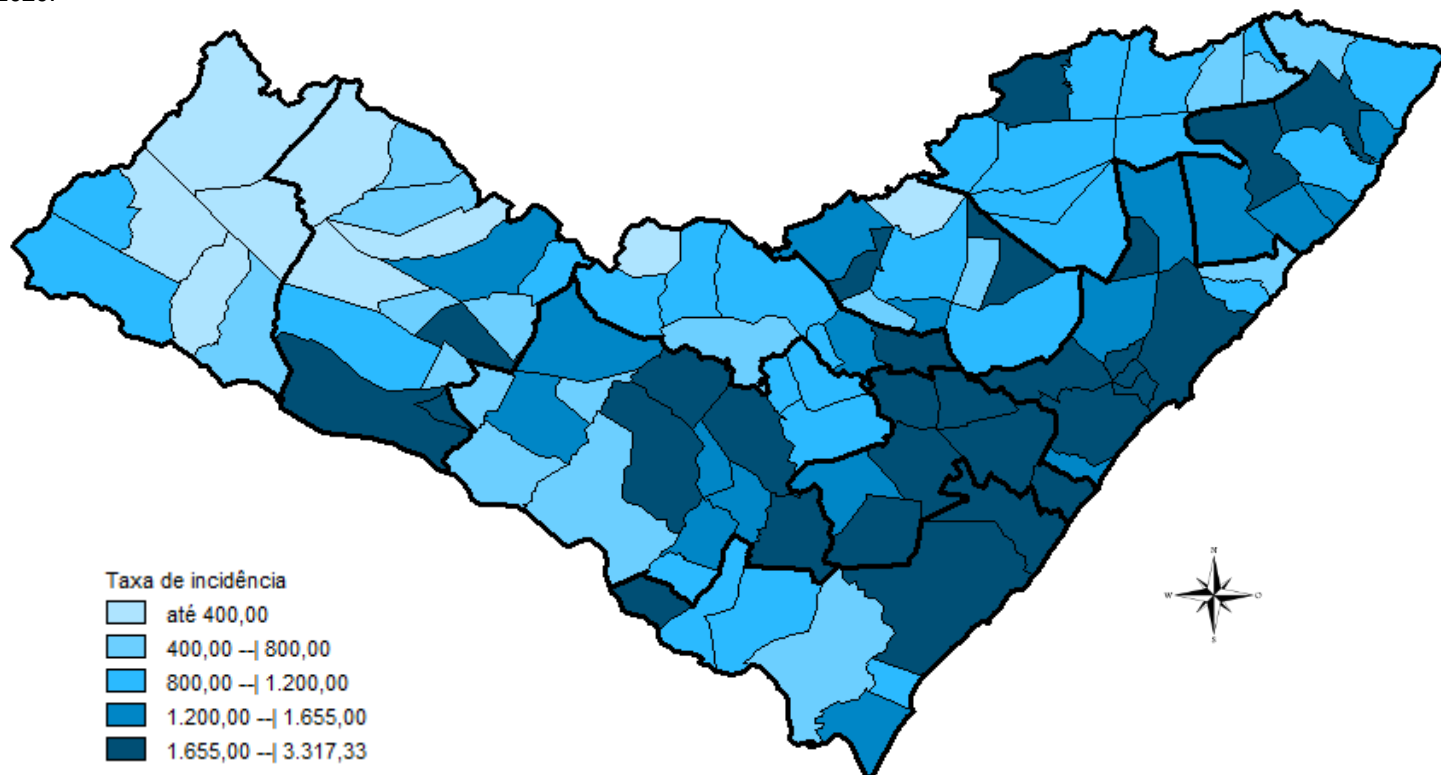 2020.
Taxa de incidência
até 400,00
400,00 --| 800,00
800,00 --| 1.200,00
1.200,00 --| 1.655,00
1.655,00 --| 3.317,33
N
W
O
S